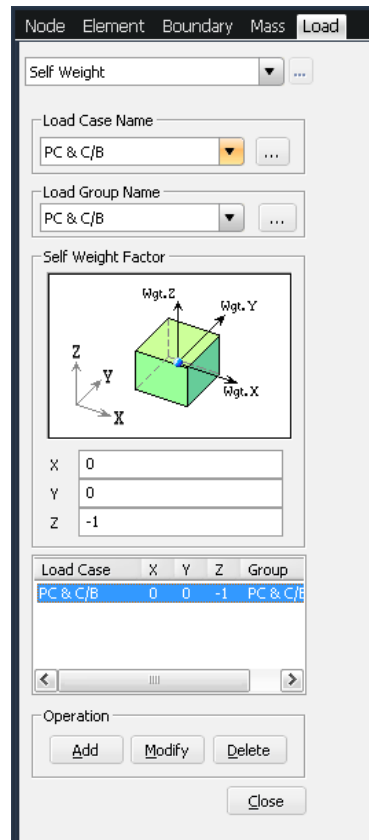 Node Element Boundary Mass Load
Self Weight ...
Load Case Name
PC & C/B ...
Load Group Name
PC & C/B ...
Self Weight Factor
Wgt.Z
Wgt.Y
Z
Y
Wgt.X
X
X 0
Y 0
Z -1
Load Case X Y Z Group
PC & C/B 0 0 -1 PC & C/B
Operation
Add Modify Delete
Close